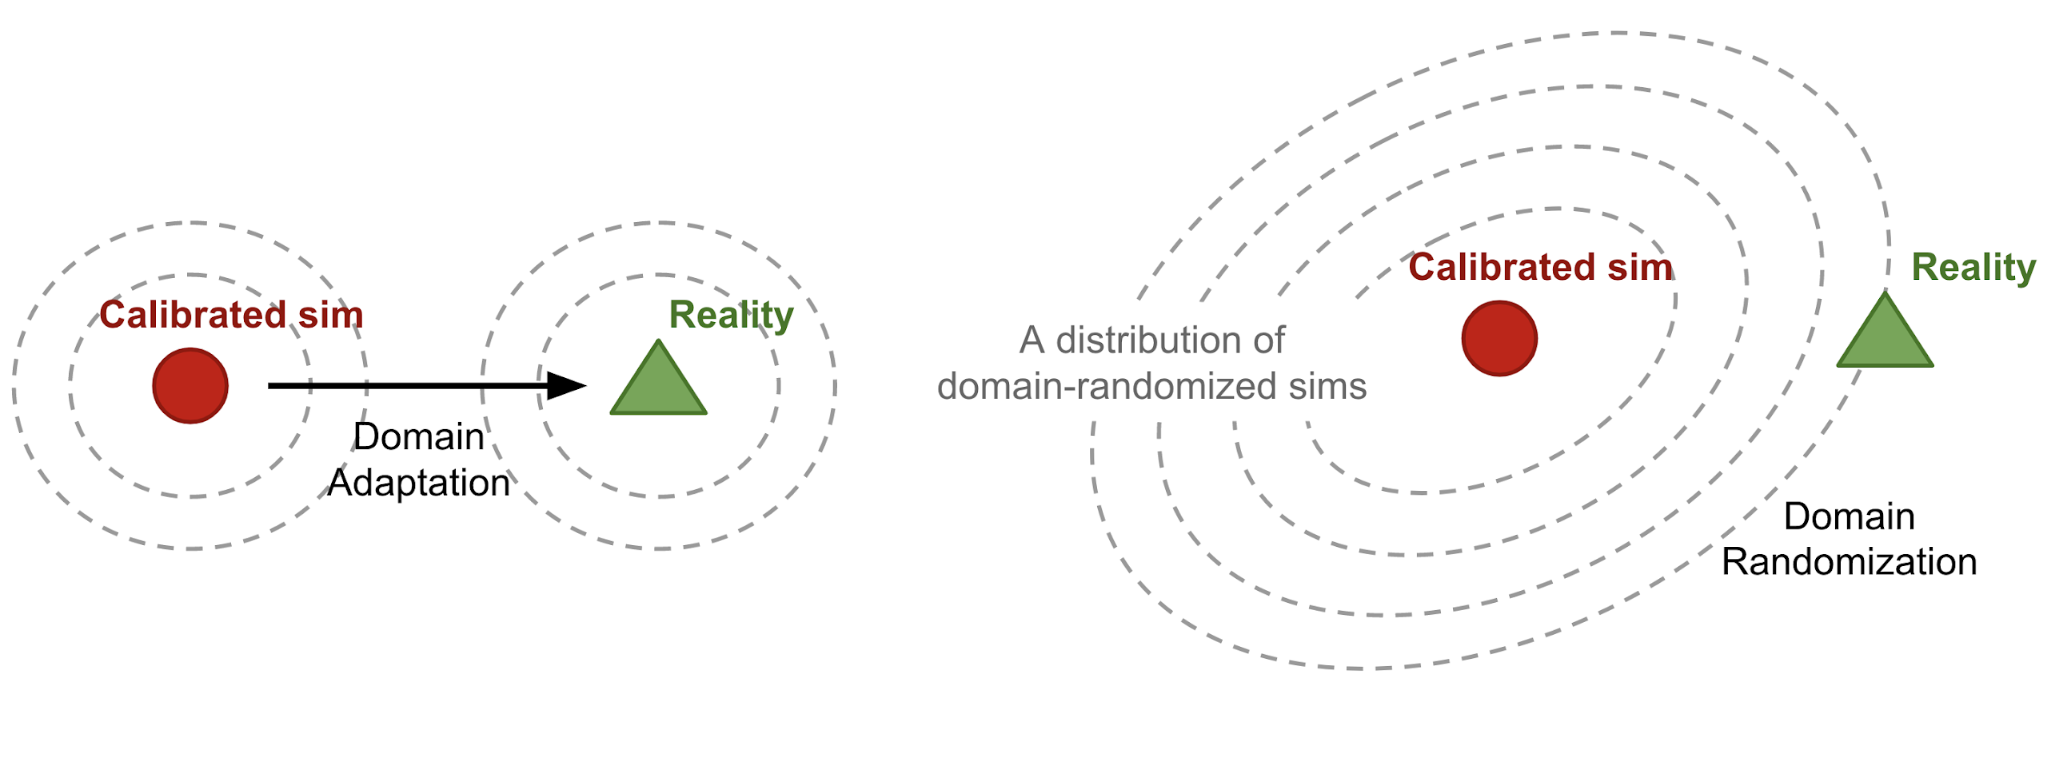 Calibrated sim
Reality
Domain
Adaptation
Calibrated sim
Reality
A distribution of
domain-randomized sims
Domain
Randomization